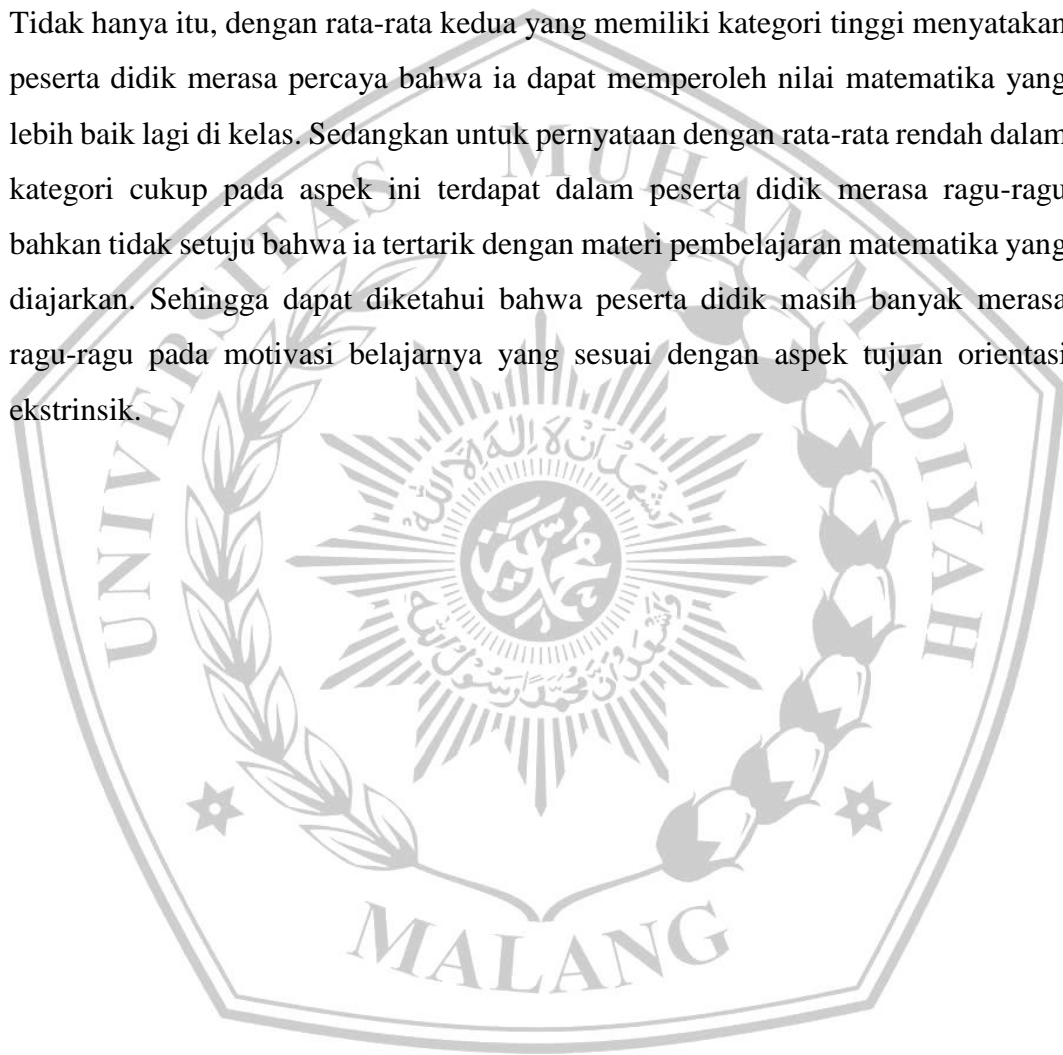 Tidak hanya itu, dengan rata-rata kedua yang memiliki kategori tinggi menyatakan
peserta didik merasa percaya bahwa ia dapat memperoleh nilai matematika yang
lebih baik lagi di kelas. Sedangkan untuk pernyataan dengan rata-rata rendah dalam
kategori cukup pada aspek ini terdapat dalam peserta didik merasa ragu-ragu
bahkan tidak setuju bahwa ia tertarik dengan materi pembelajaran matematika yang
diajarkan. Sehingga dapat diketahui bahwa peserta didik masih banyak merasa
ragu-ragu pada motivasi belajarnya yang sesuai dengan aspek tujuan orientasi
ekstrinsik.
UNIVERSITAS MUHAMMADIYAH
MALANG